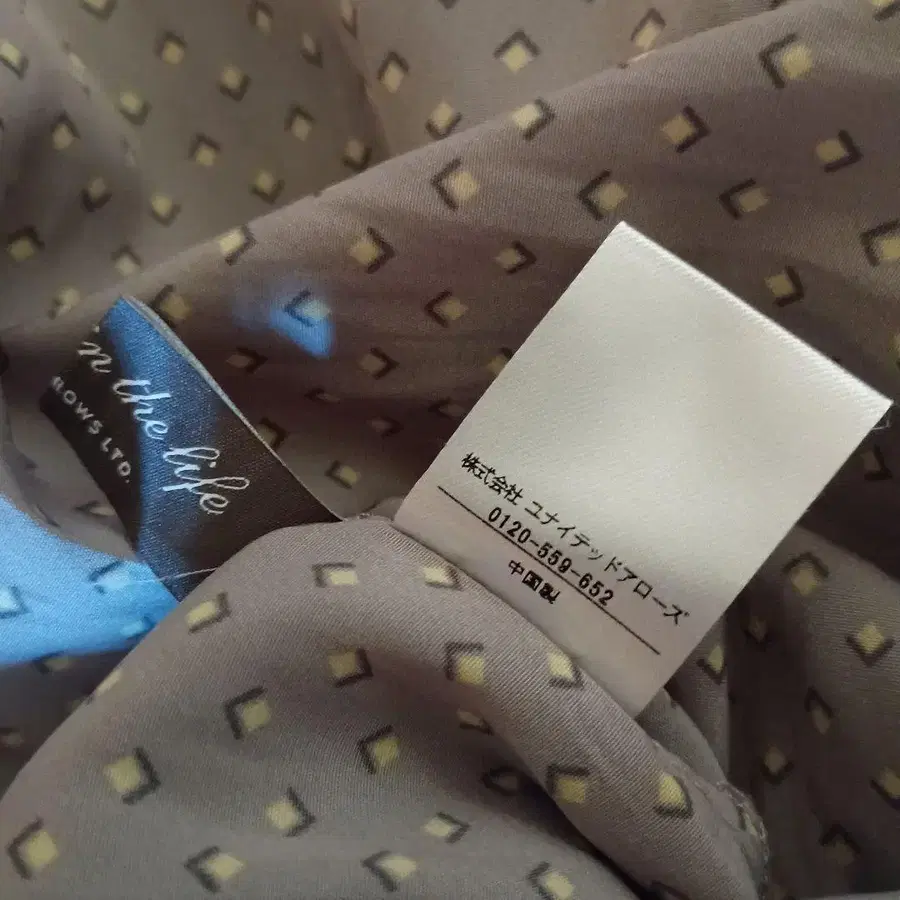 in the life
ROWS LTD.
株式会社 ユナイテッドアローズ
0120-559-652
中国製